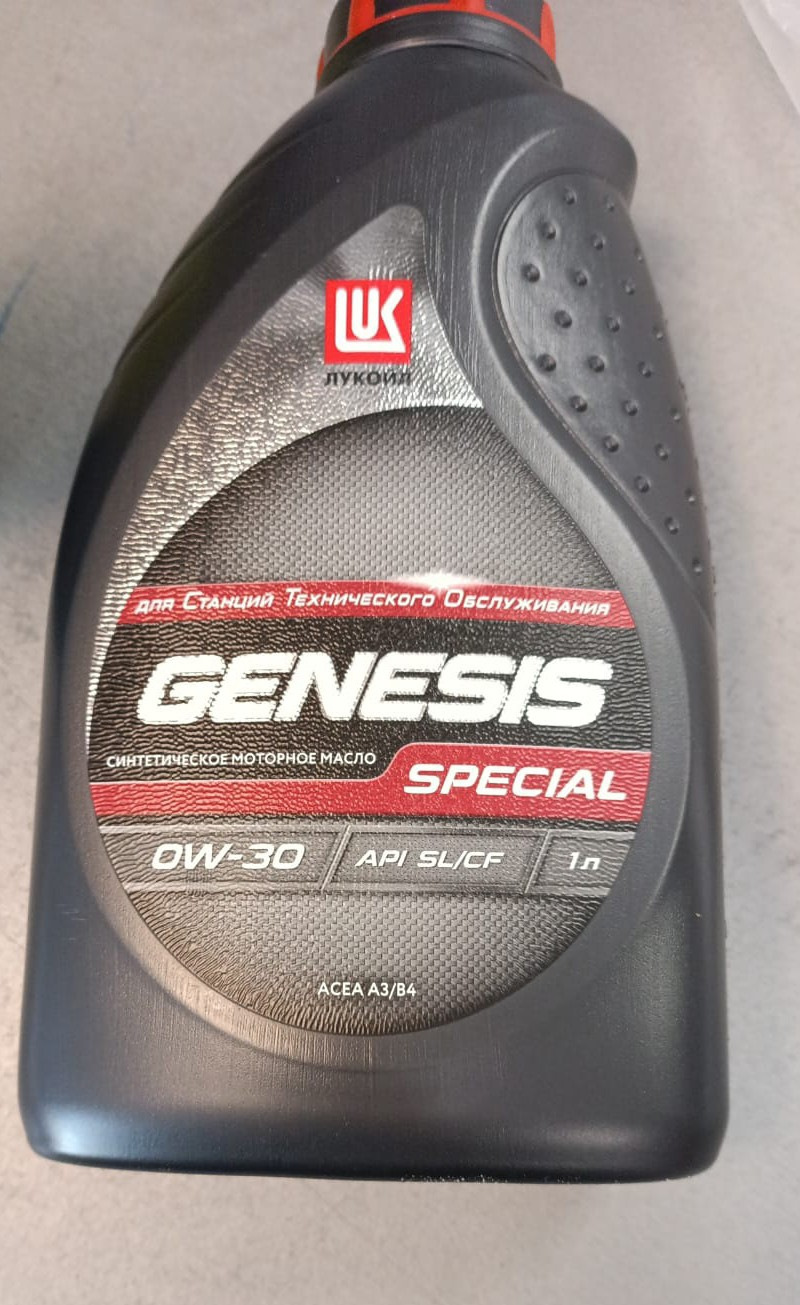 LUK
ЛУКОЙЛ
для Станций Технического Обслуживания
GENESIS
СИНТЕТИЧЕСКОЕ МОТОРНОЕ МАСЛО
SPECIAL
0W-30 API SL/CF 1л
ACEA A3/B4